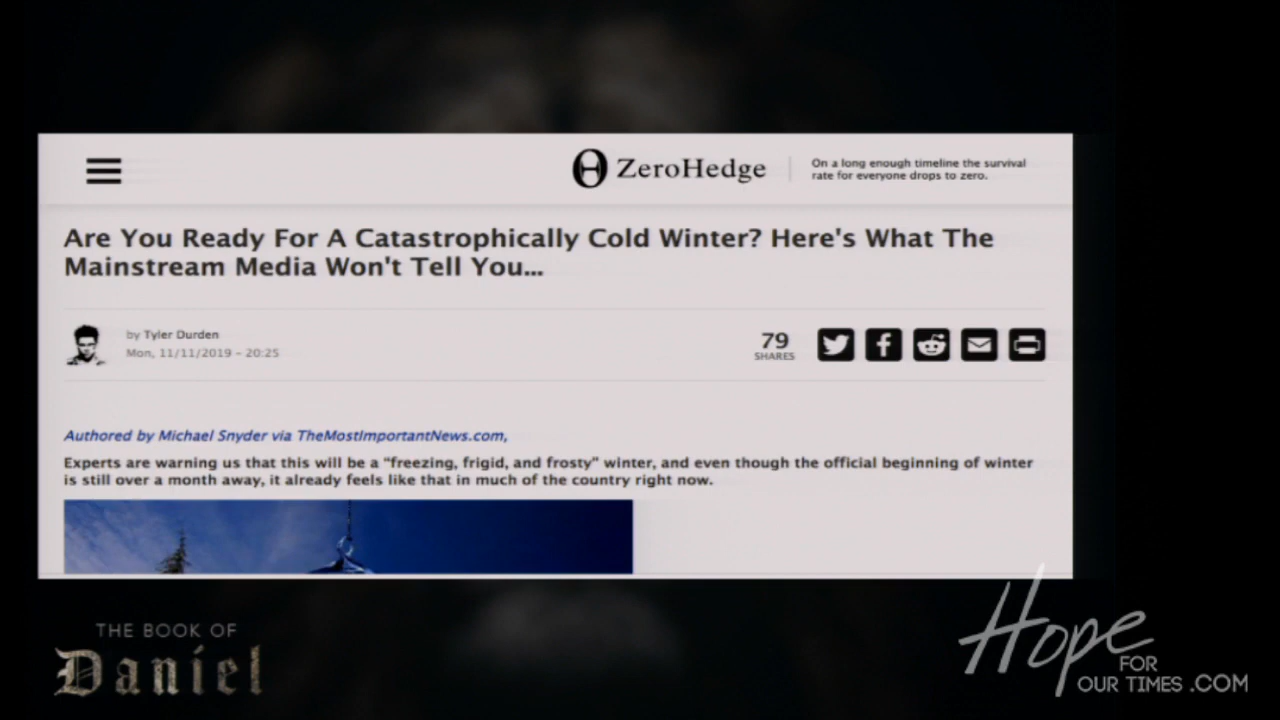 ZeroHedge
On a long enough timeline the survival
rate for everyone drops to zero.
Are You Ready For A Catastrophically Cold Winter? Here's What The
Mainstream Media Won't Tell You...
by Tyler Durden
Mon, 11/11/2019 - 20:25
79
SHARES
Authored by Michael Snyder via TheMostImportantNews.com,
Experts are warning us that this will be a "freezing, frigid, and frosty" winter, and even though the official beginning of winter
is still over a month away, it already feels like that in much of the country right now.
THE BOOK OF
Daniel
Hope
FOR
OUR TIMES .COM